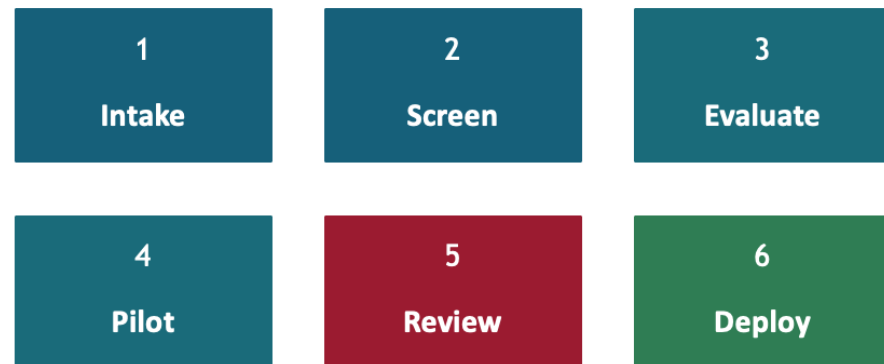 1
Intake
2
Screen
3
Evaluate
4
Pilot
5
Review
6
Deploy